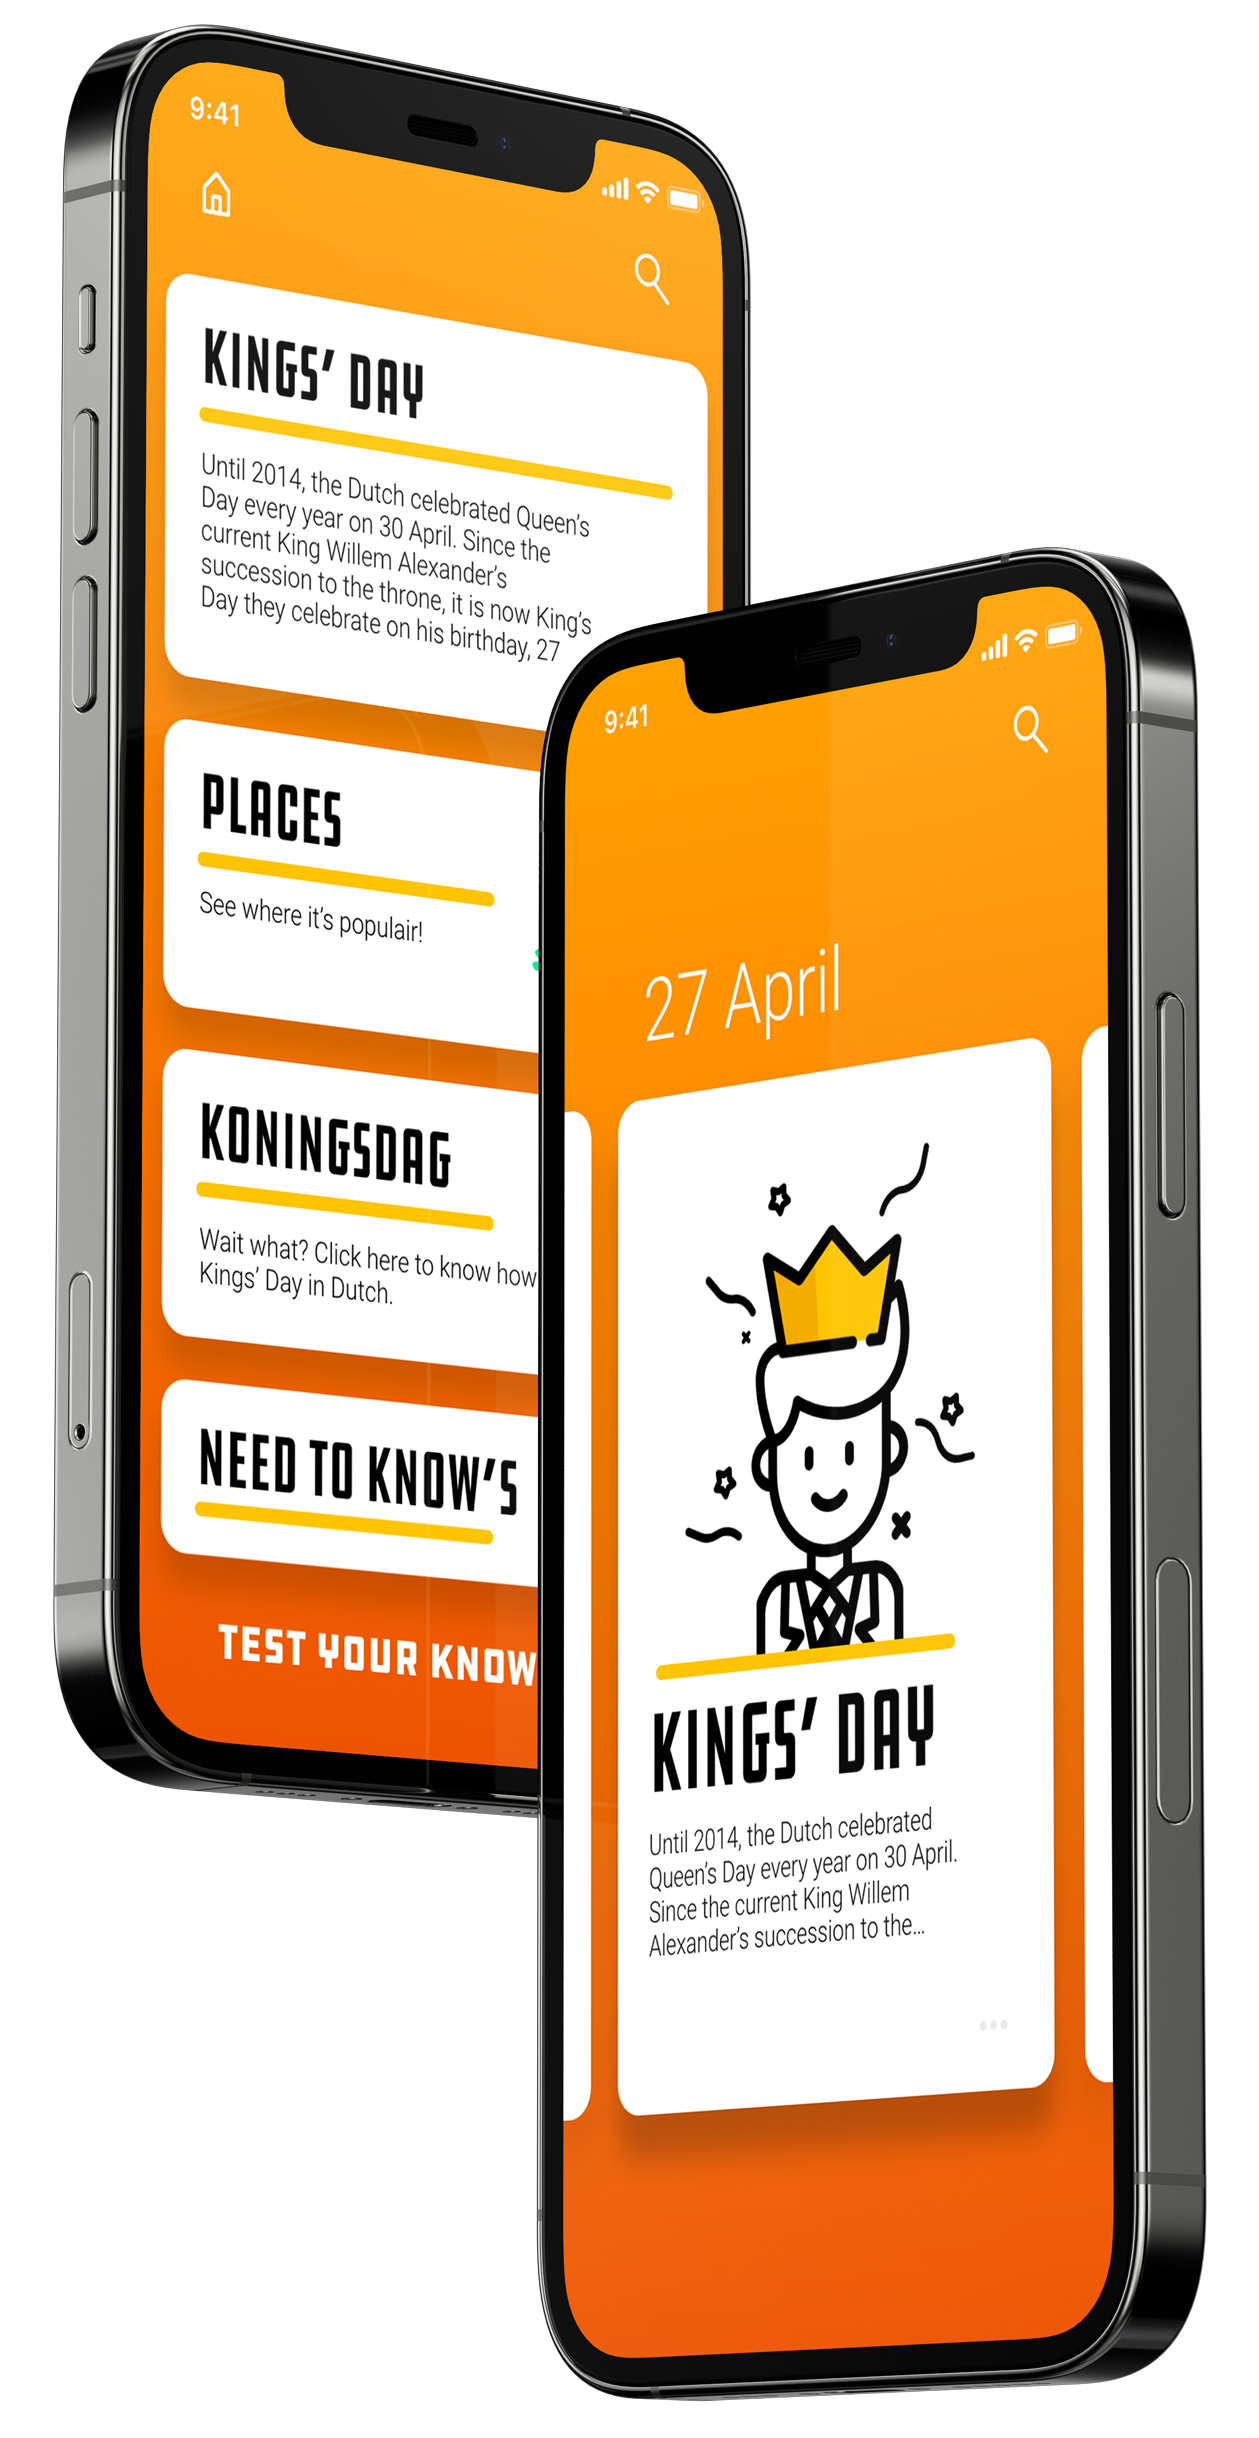 9:41
KINGS' DAY
Until 2014, the Dutch celebrated Queen's
Day every year on 30 April. Since the
current King Willem Alexander's
succession to the throne, it is now King's
Day they celebrate on his birthday, 27
PLACES
See where it's populair!
KONINGSDAG
Wait what? Click here to know how
Kings' Day in Dutch.
NEED TO KNOW'S
TEST YOUR KNOW
9:41
27 April
KINGS' DAY
Until 2014, the Dutch celebrated
Queen's Day every year on 30 April.
Since the current King Willem
Alexander's succession to the...